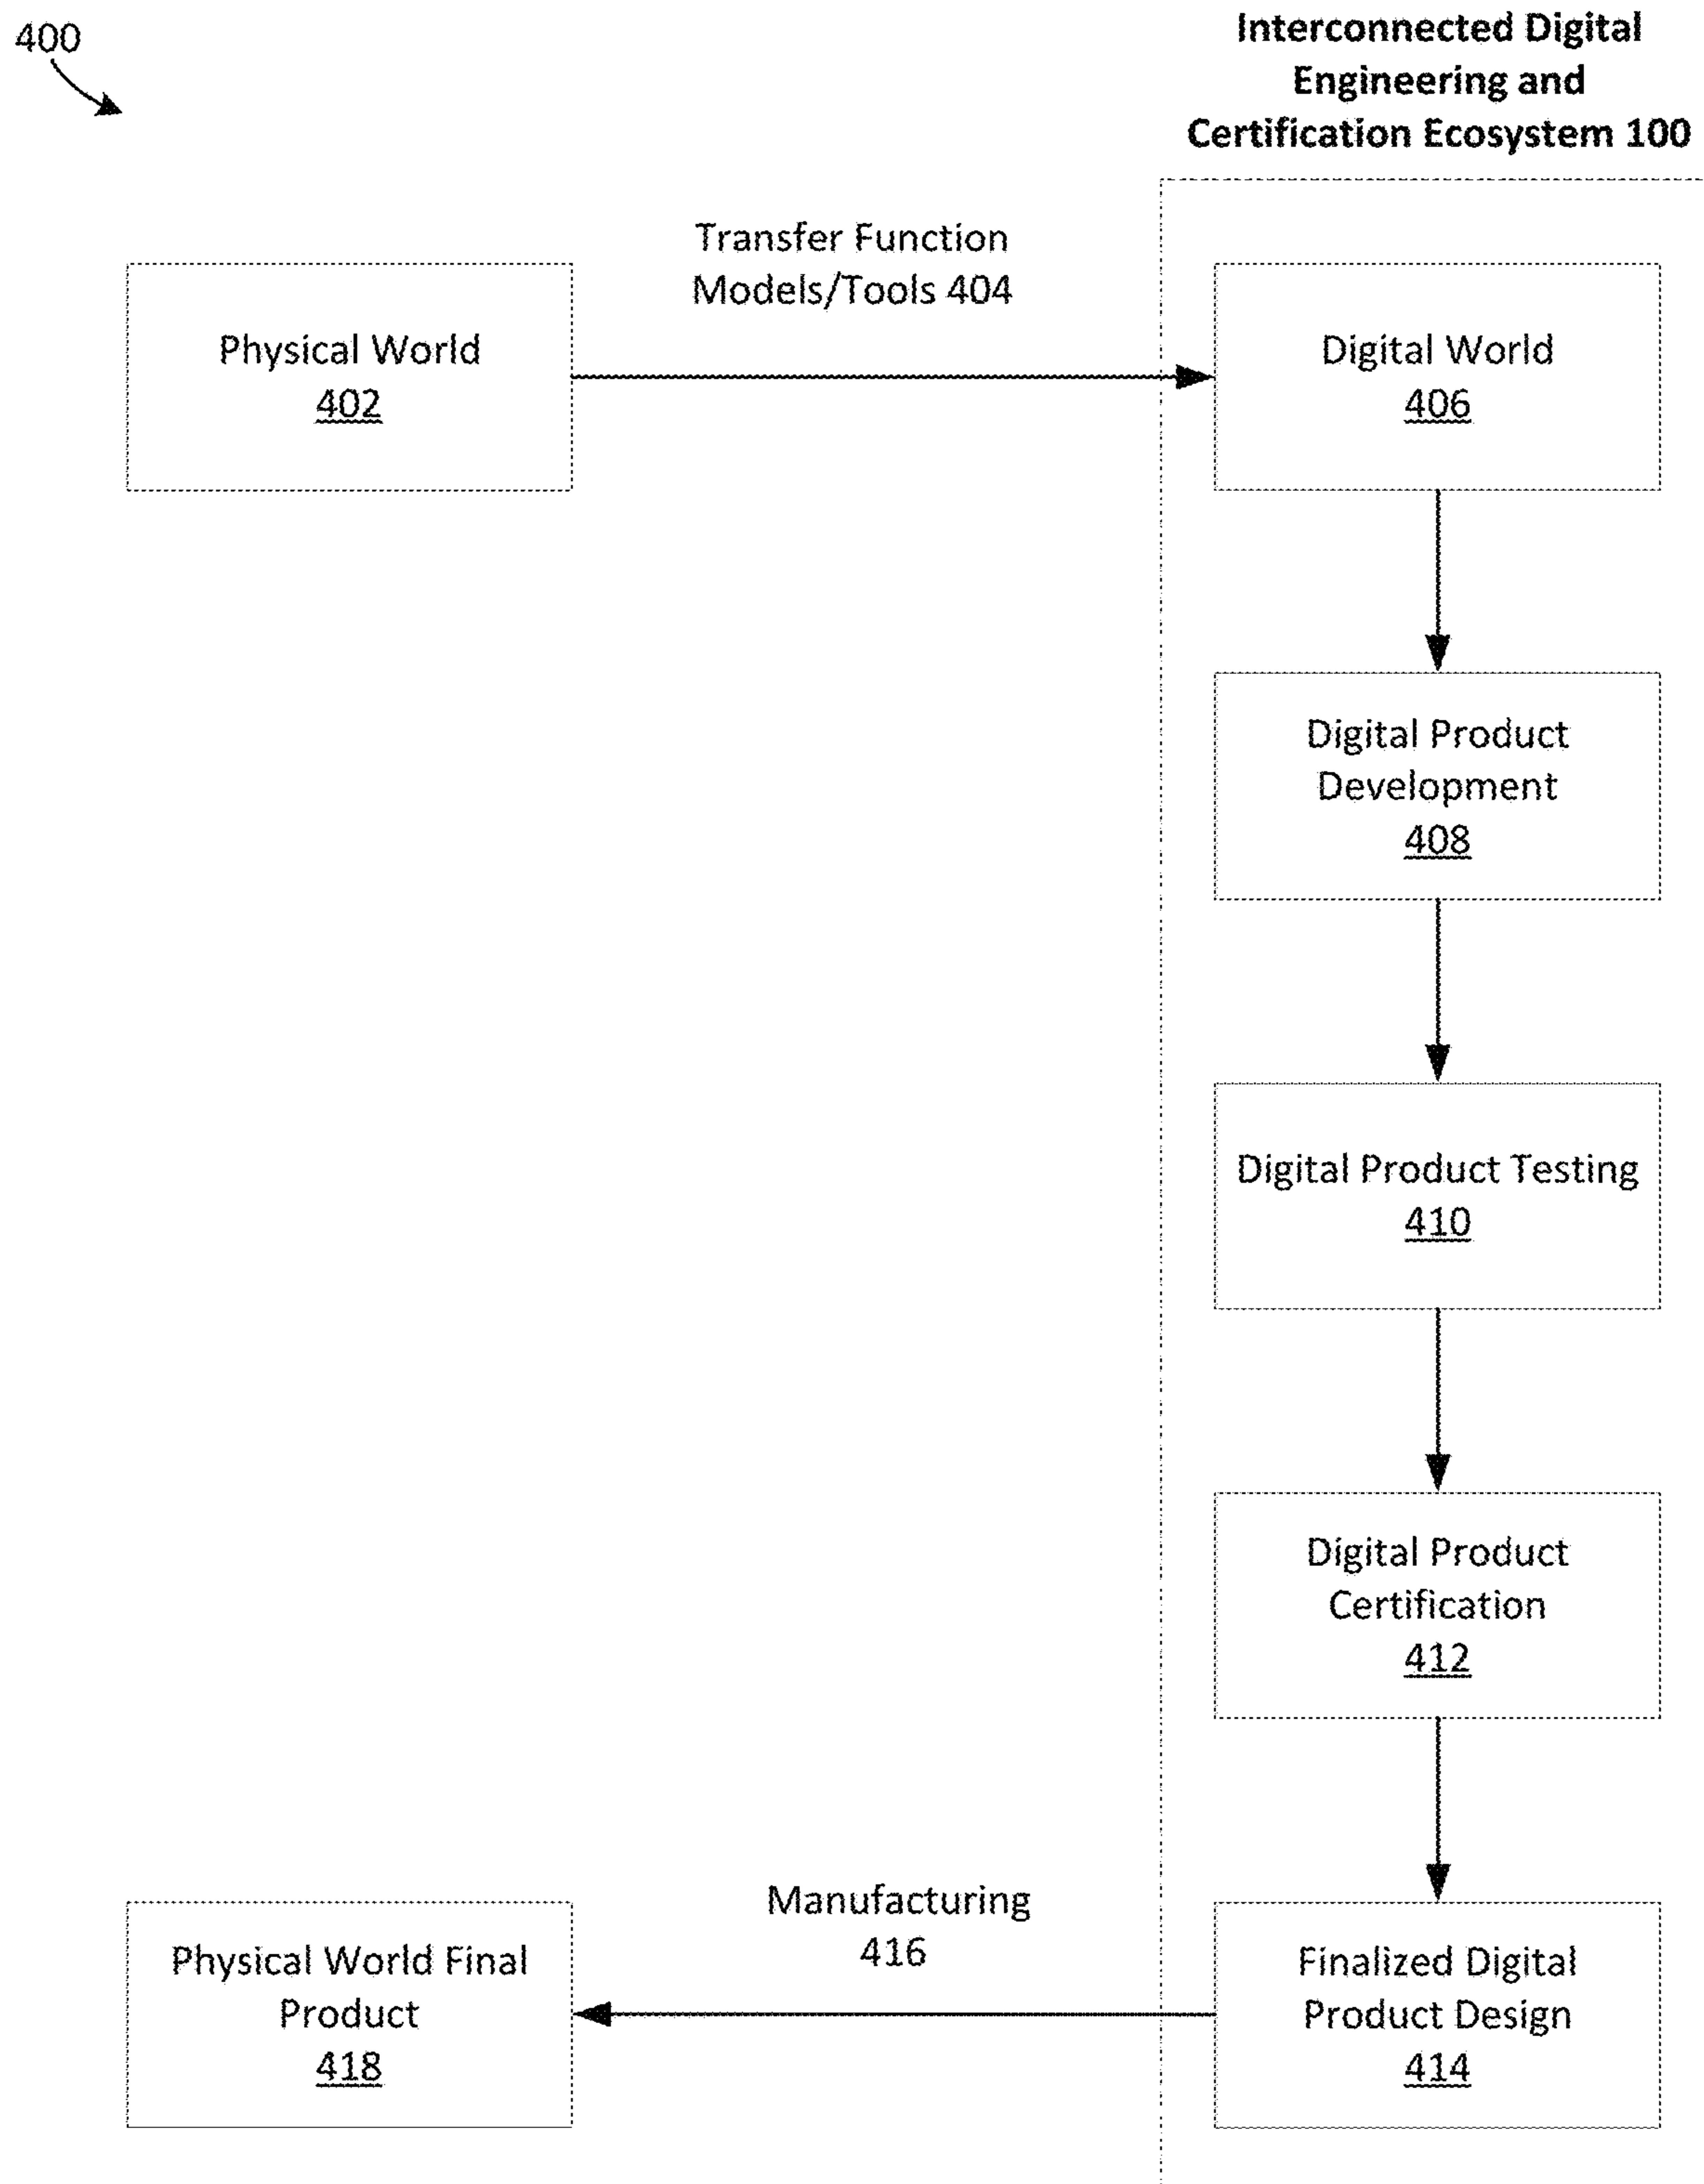 400
Interconnected Digital
Engineering and
Certification Ecosystem 100
Transfer Function
Models/Tools 404
Physical World
402
Digital World
406
Digital Product
Development
408
Digital Product Testing
410
Digital Product
Certification
412
Manufacturing
416
Physical World Final
Product
418
Finalized Digital
Product Design
414